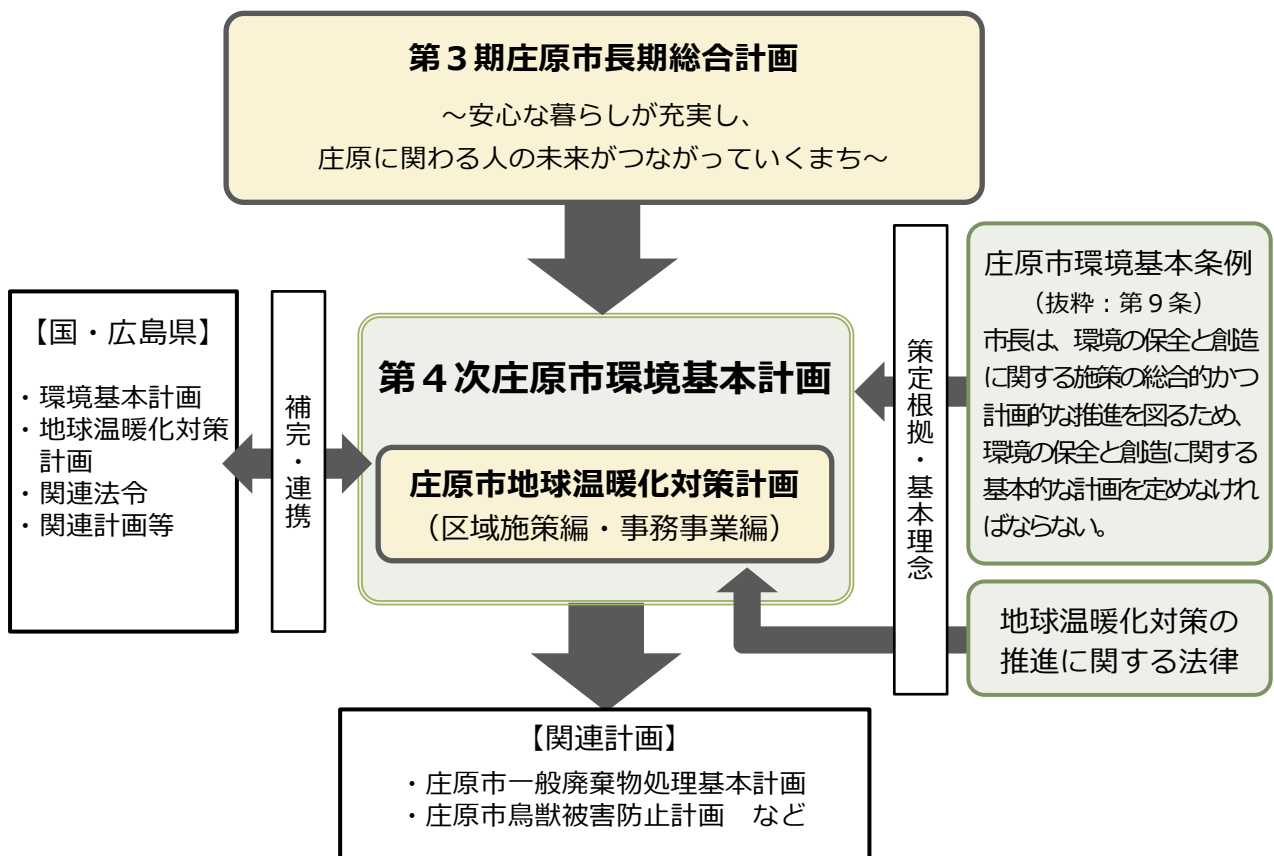 第３期庄原市長期総合計画
～安心な暮らしが充実し、
庄原に関わる人の未来がつながっていくまち～
【国・広島県】
・環境基本計画
・地球温暖化対策
計画
・関連法令
・関連計画等
補完・連携
第４次庄原市環境基本計画
庄原市地球温暖化対策計画
（区域施策編・事務事業編）
策定根拠・基本理念
庄原市環境基本条例
（抜粋：第９条）
市長は、環境の保全と創造
に関する施策の総合的かつ
計画的な推進を図るため、
環境の保全と創造に関する
基本的な計画を定めなけれ
ばならない。
地球温暖化対策の
推進に関する法律
【関連計画】
・庄原市一般廃棄物処理基本計画
・庄原市鳥獣被害防止計画　など